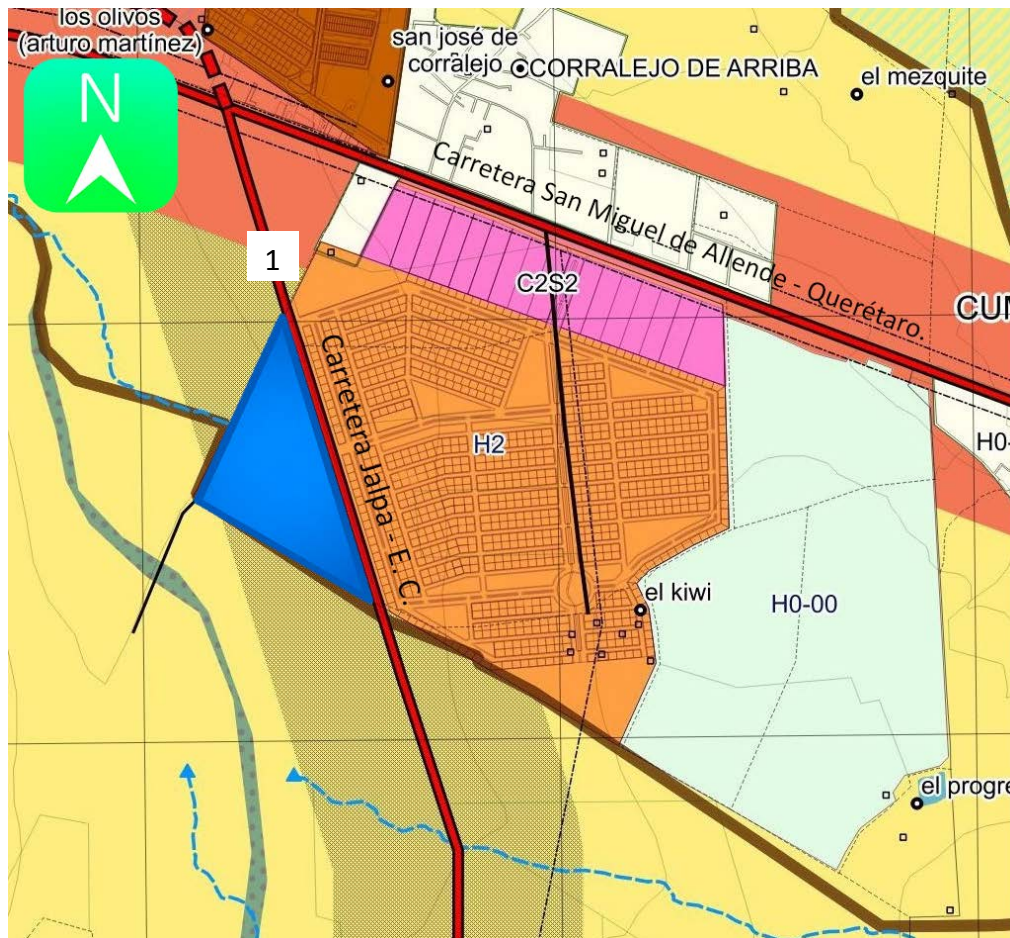 los olivos
(arturo martínez)
N
san josé de
corralejo
CORRALEJO DE ARRIBA
el mezquite
Carretera San Miguel de Allende - Querétaro.
1
C2S2
CUM
Carretera Jalpa - E. C.
H2
H0-
el kiwi
H0-00
el progre